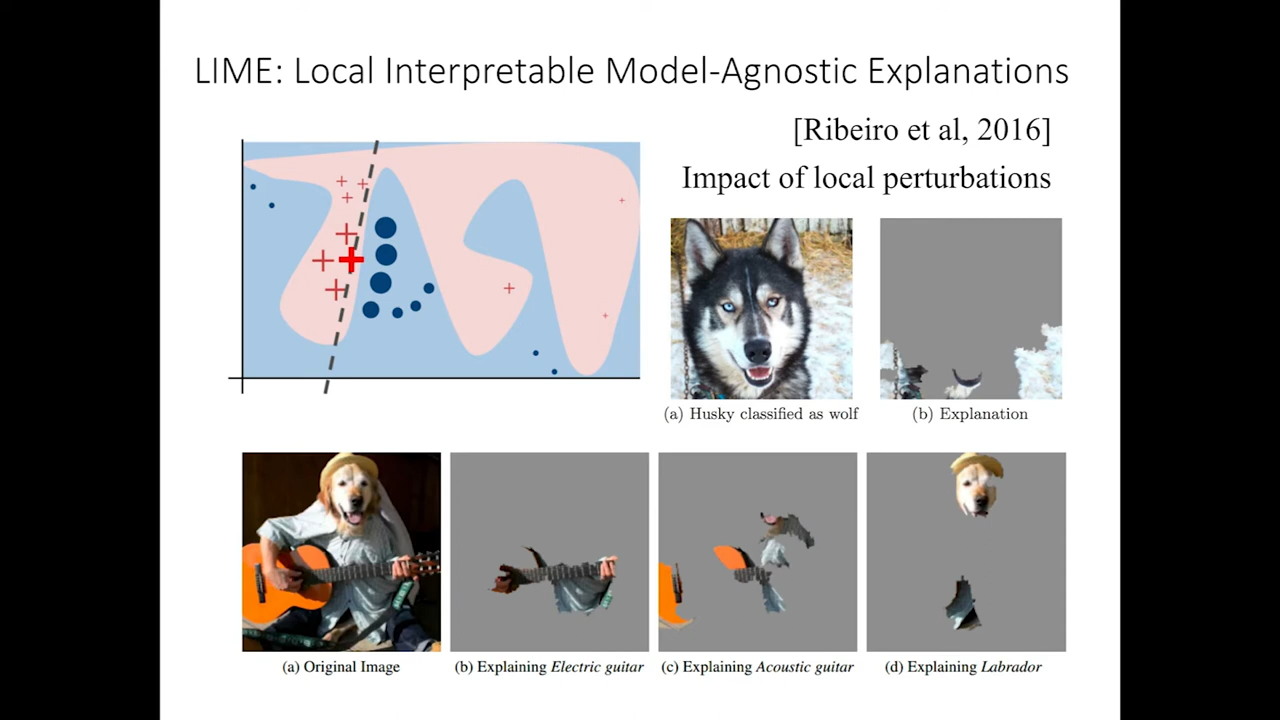 LIME: Local Interpretable Model-Agnostic Explanations
[Ribeiro et al, 2016]
Impact of local perturbations
(a) Husky classified as wolf
(b) Explanation
(a) Original Image
(b) Explaining Electric guitar
(c) Explaining Acoustic guitar
(d) Explaining Labrador